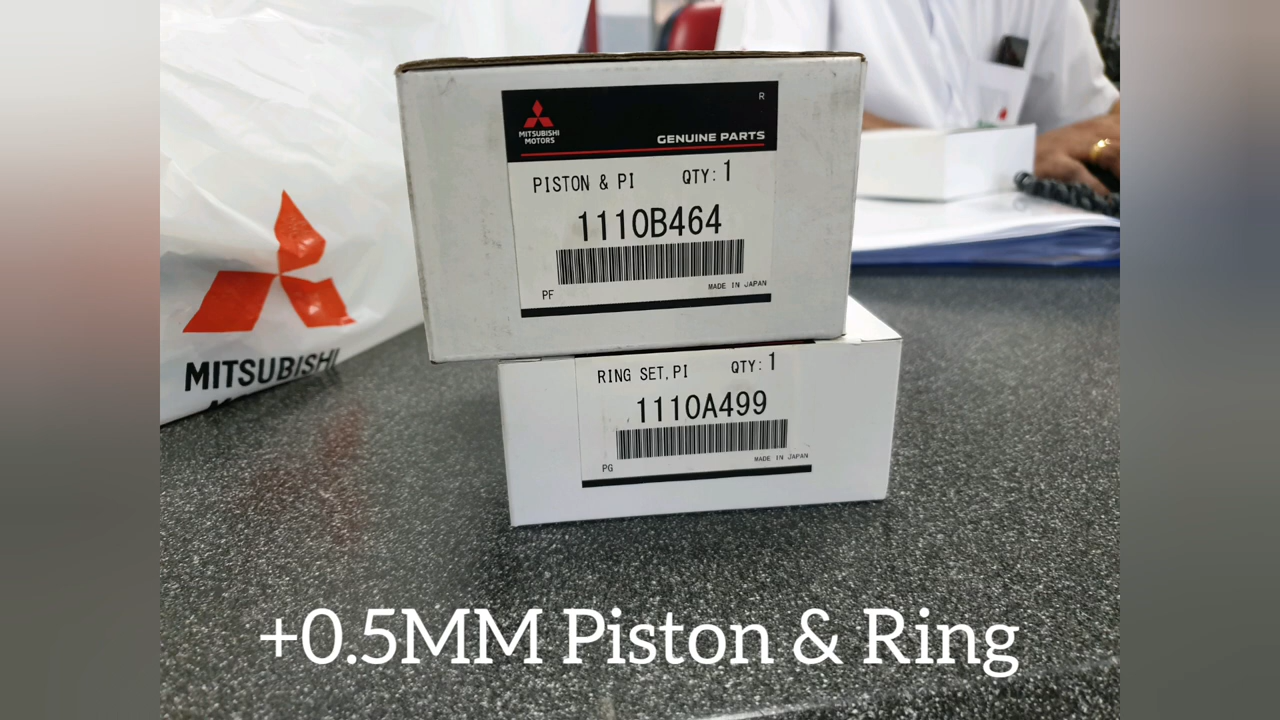 R
MITSUBISHI
MOTORS
GENUINE PARTS
PISTON & PI QTY: 1
1110B464
PF MADE IN JAPAN
MITSUBISHI
RING SET, PI QTY: 1
1110A499
PG MADE IN JAPAN
+0.5MM Piston & Ring